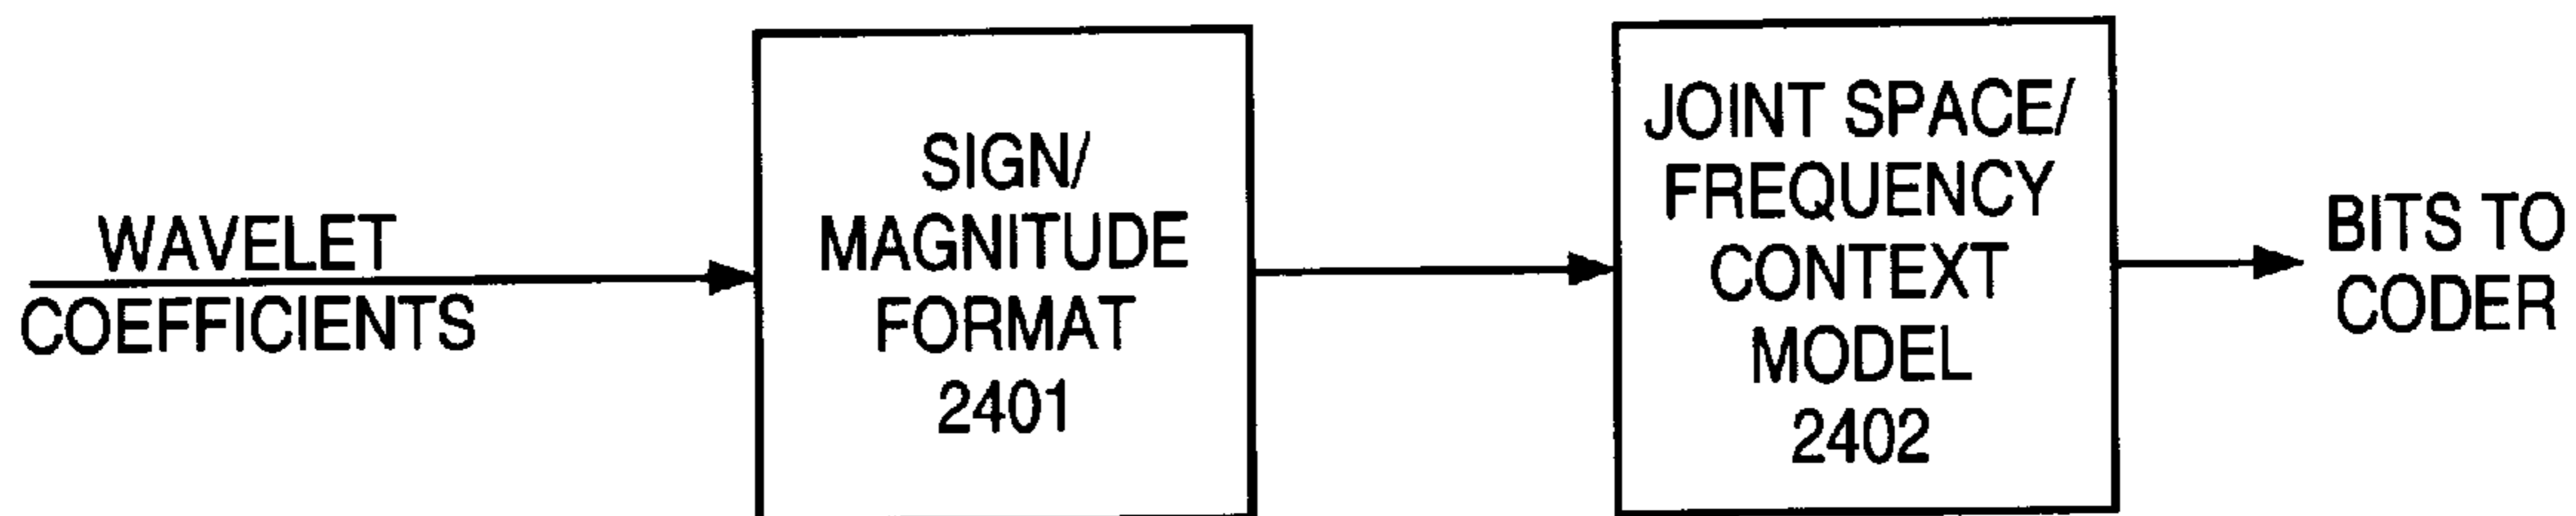 WAVELET
COEFFICIENTS
SIGN/
MAGNITUDE
FORMAT
2401
JOINT SPACE/
FREQUENCY
CONTEXT
MODEL
2402
BITS TO
CODER